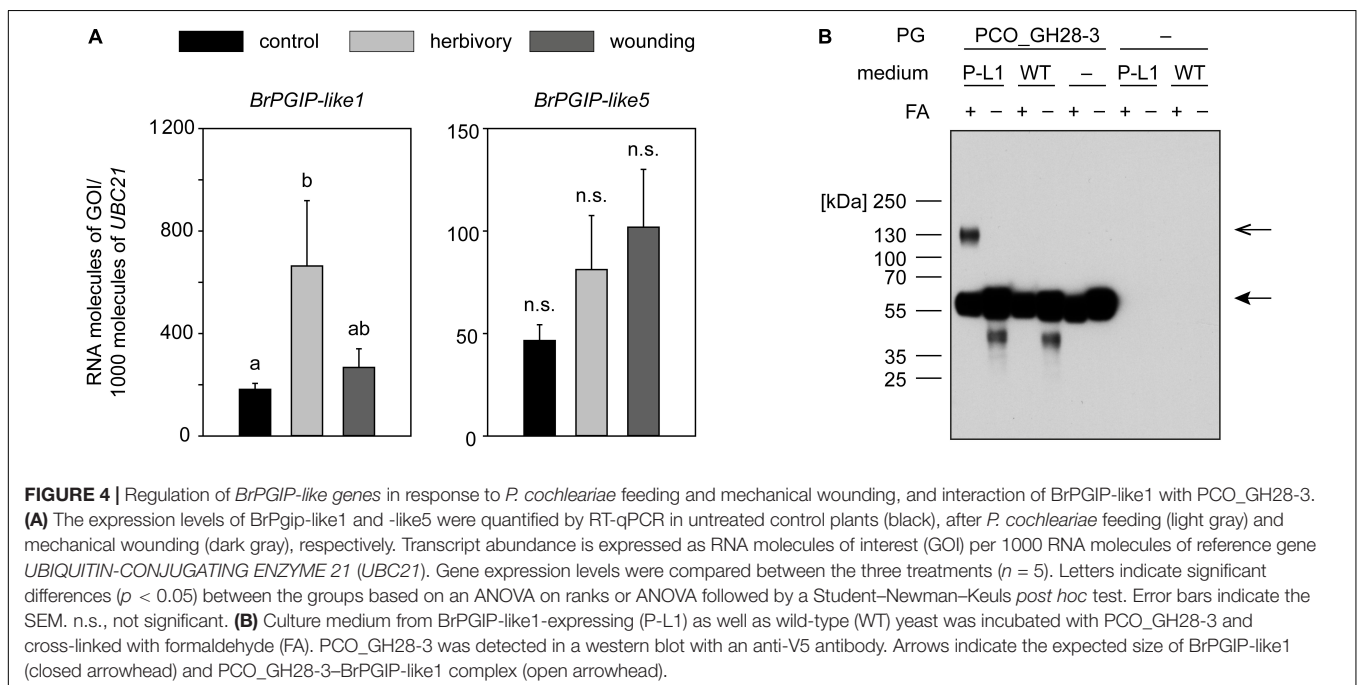 A control herbivory wounding
BrPGIP-like1 BrPGIP-like5
RNA molecules of GOI/
1000 molecules of UBC21
1200
800
400
0
a
b
ab
150
100
50
0
n.s.
n.s.
n.s.
B PG PCO_GH28-3 –
medium P-L1 WT – P-L1 WT
FA + – + – + – + – + –
[kDa] 250
130
100
70
55
35
25
FIGURE 4 | Regulation of BrPGIP-like genes in response to P. cochleariae feeding and mechanical wounding, and interaction of BrPGIP-like1 with PCO_GH28-3.
(A) The expression levels of BrPgip-like1 and -like5 were quantified by RT-qPCR in untreated control plants (black), after P. cochleariae feeding (light gray) and
mechanical wounding (dark gray), respectively. Transcript abundance is expressed as RNA molecules of interest (GOI) per 1000 RNA molecules of reference gene
UBIQUITIN-CONJUGATING ENZYME 21 (UBC21). Gene expression levels were compared between the three treatments (n = 5). Letters indicate significant
differences (p < 0.05) between the groups based on an ANOVA on ranks or ANOVA followed by a Student–Newman–Keuls post hoc test. Error bars indicate the
SEM. n.s., not significant. (B) Culture medium from BrPGIP-like1-expressing (P-L1) as well as wild-type (WT) yeast was incubated with PCO_GH28-3 and
cross-linked with formaldehyde (FA). PCO_GH28-3 was detected in a western blot with an anti-V5 antibody. Arrows indicate the expected size of BrPGIP-like1
(closed arrowhead) and PCO_GH28-3–BrPGIP-like1 complex (open arrowhead).